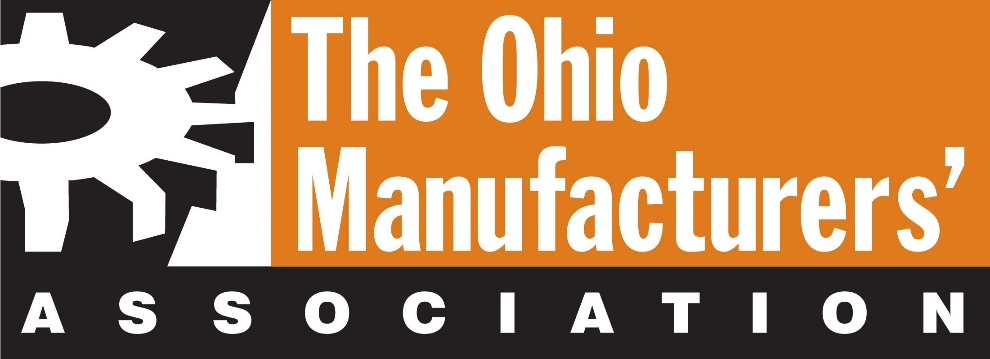 The Ohio
Manufacturers’
ASSOCIATION